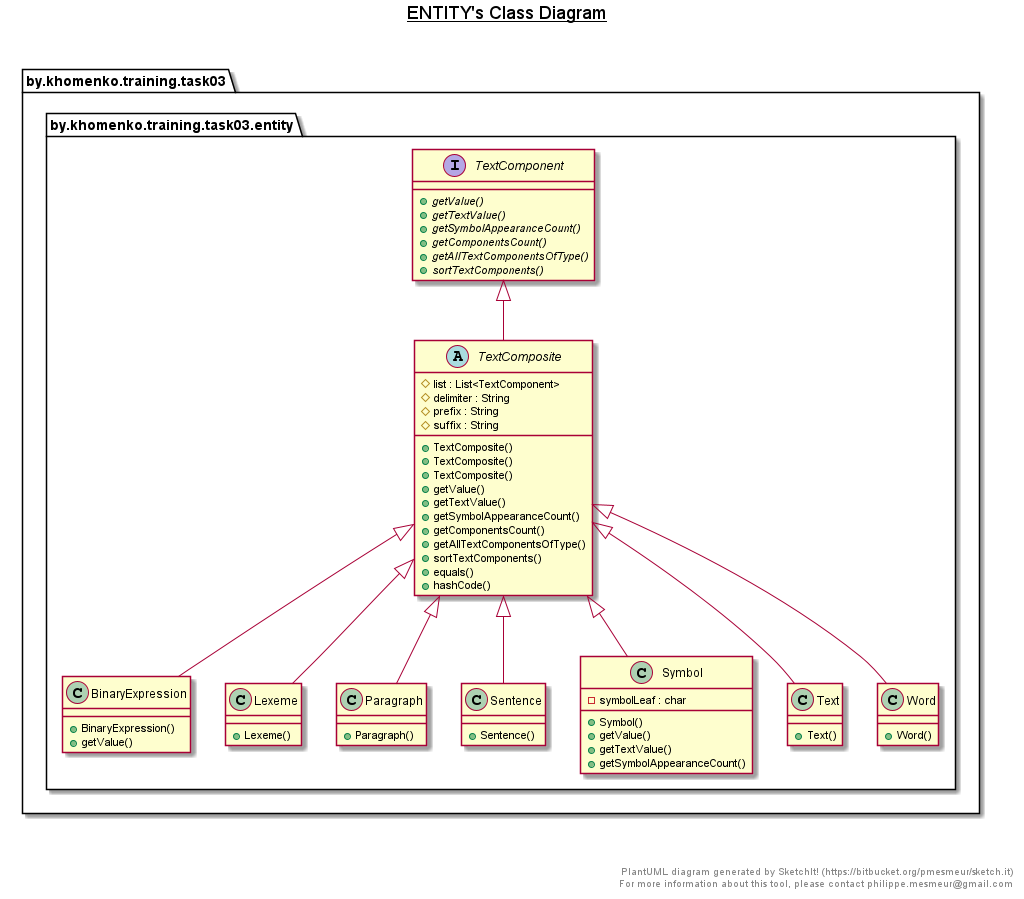 ENTITY's Class Diagram
by.khomenko.training.task03
by.khomenko.training.task03.entity
I TextComponent
getValue()
getTextValue()
getSymbolAppearanceCount()
getComponentsCount()
getAllTextComponentsOfType()
sortTextComponents()
A TextComposite
list : List<TextComponent>
delimiter : String
prefix : String
suffix : String
TextComposite()
TextComposite()
TextComposite()
getValue()
getTextValue()
getSymbolAppearanceCount()
getComponentsCount()
getAllTextComponentsOfType()
sortTextComponents()
equals()
hashCode()
C BinaryExpression
BinaryExpression()
getValue()
C Lexeme
Lexeme()
C Paragraph
Paragraph()
C Sentence
Sentence()
C Symbol
symbolLeaf : char
Symbol()
getValue()
getTextValue()
getSymbolAppearanceCount()
C Text
Text()
C Word
Word()
PlantUML diagram generated by SketchIt! (https://bitbucket.org/pmesmeur/sketch.it)
For more information about this tool, please contact philippe.mesmeur@gmail.com